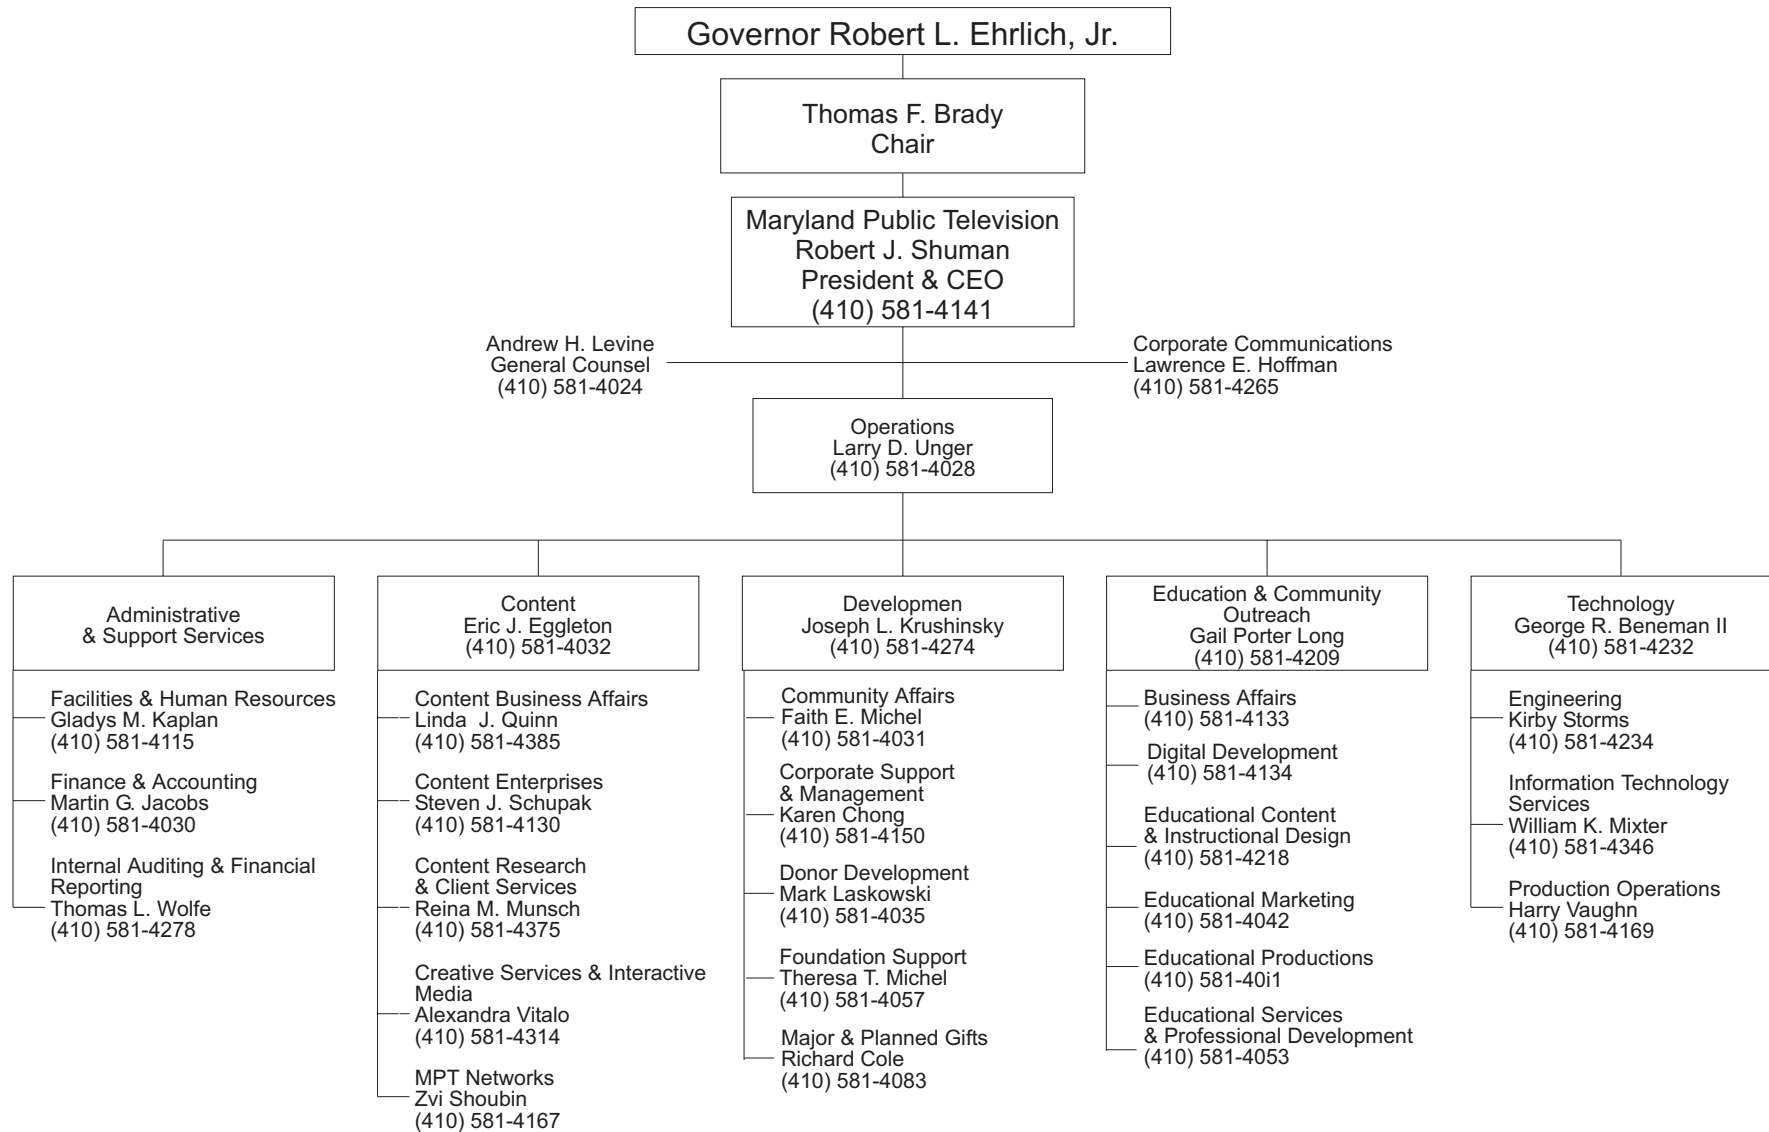 Governor Robert L. Ehrlich, Jr.
Thomas F. Brady
Chair
Maryland Public Television
Robert J. Shuman
President & CEO
(410) 581-4141
Andrew H. Levine
General Counsel
(410) 581-4024
Corporate Communications
Lawrence E. Hoffman
(410) 581-4265
Operations
Larry D. Unger
(410) 581-4028
Administrative
& Support Services
Facilities & Human Resources
Gladys M. Kaplan
(410) 581-4115
Finance & Accounting
Martin G. Jacobs
(410) 581-4030
Internal Auditing & Financial
Reporting
Thomas L. Wolfe
(410) 581-4278
Content
Eric J. Eggleton
(410) 581-4032
Content Business Affairs
Linda J. Quinn
(410) 581-4385
Content Enterprises
Steven J. Schupak
(410) 581-4130
Content Research
& Client Services
Reina M. Munsch
(410) 581-4375
Creative Services & Interactive
Media
Alexandra Vitalo
(410) 581-4314
MPT Networks
Zvi Shoubin
(410) 581-4167
Developmen
Joseph L. Krushinsky
(410) 581-4274
Community Affairs
Faith E. Michel
(410) 581-4031
Corporate Support
& Management
Karen Chong
(410) 581-4150
Donor Development
Mark Laskowski
(410) 581-4035
Foundation Support
Theresa T. Michel
(410) 581-4057
Major & Planned Gifts
Richard Cole
(410) 581-4083
Education & Community
Outreach
Gail Porter Long
(410) 581-4209
Business Affairs
(410) 581-4133
Digital Development
(410) 581-4134
Educational Content
& Instructional Design
(410) 581-4218
Educational Marketing
(410) 581-4042
Educational Productions
(410) 581-40i1
Educational Services
& Professional Development
(410) 581-4053
Technology
George R. Beneman II
(410) 581-4232
Engineering
Kirby Storms
(410) 581-4234
Information Technology
Services
William K. Mixter
(410) 581-4346
Production Operations
Harry Vaughn
(410) 581-4169